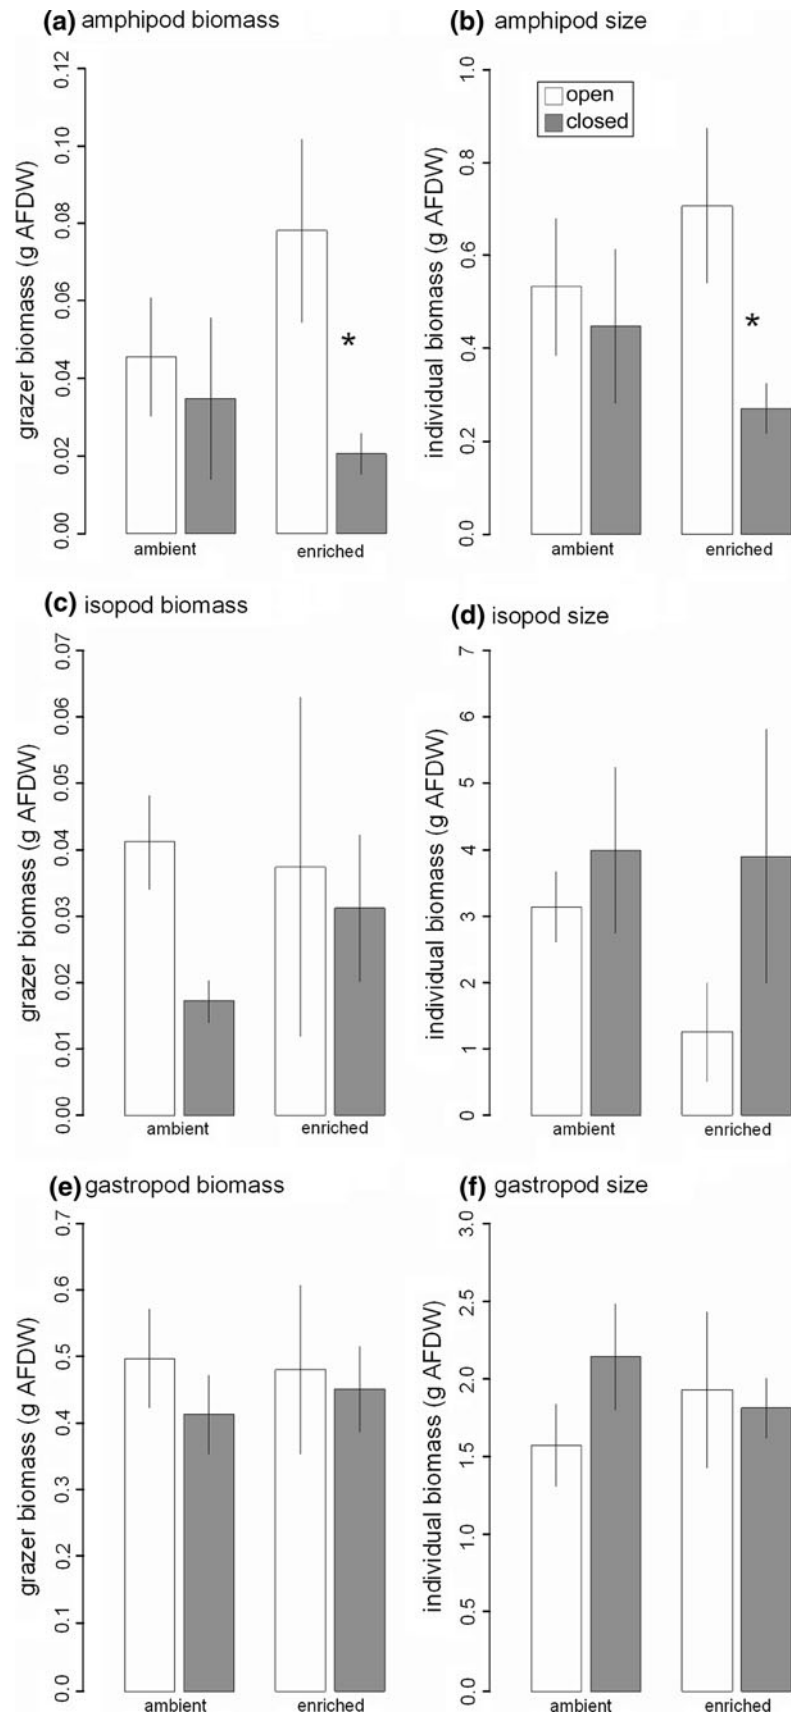 (a) amphipod biomass
grazer biomass (g AFDW)
0.00 0.02 0.04 0.06 0.08 0.10 0.12
*
ambient enriched
(b) amphipod size
individual biomass (g AFDW)
0.0 0.2 0.4 0.6 0.8 1.0
open
closed
*
ambient enriched
(c) isopod biomass
grazer biomass (g AFDW)
0.00 0.01 0.02 0.03 0.04 0.05 0.06 0.07
ambient enriched
(d) isopod size
individual biomass (g AFDW)
0 1 2 3 4 5 6 7
ambient enriched
(e) gastropod biomass
grazer biomass (g AFDW)
0.0 0.1 0.2 0.3 0.4 0.5 0.6 0.7
ambient enriched
(f) gastropod size
individual biomass (g AFDW)
0.0 0.5 1.0 1.5 2.0 2.5 3.0
ambient enriched